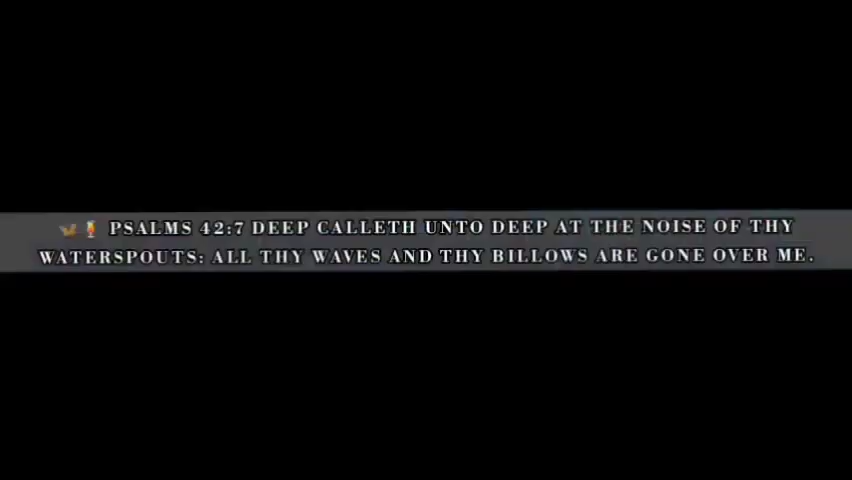 PSALMS 42:7 DEEP CALLETH UNTO DEEP AT THE NOISE OF THY
WATERSPOUTS: ALL THY WAVES AND THY BILLOWS ARE GONE OVER ME.